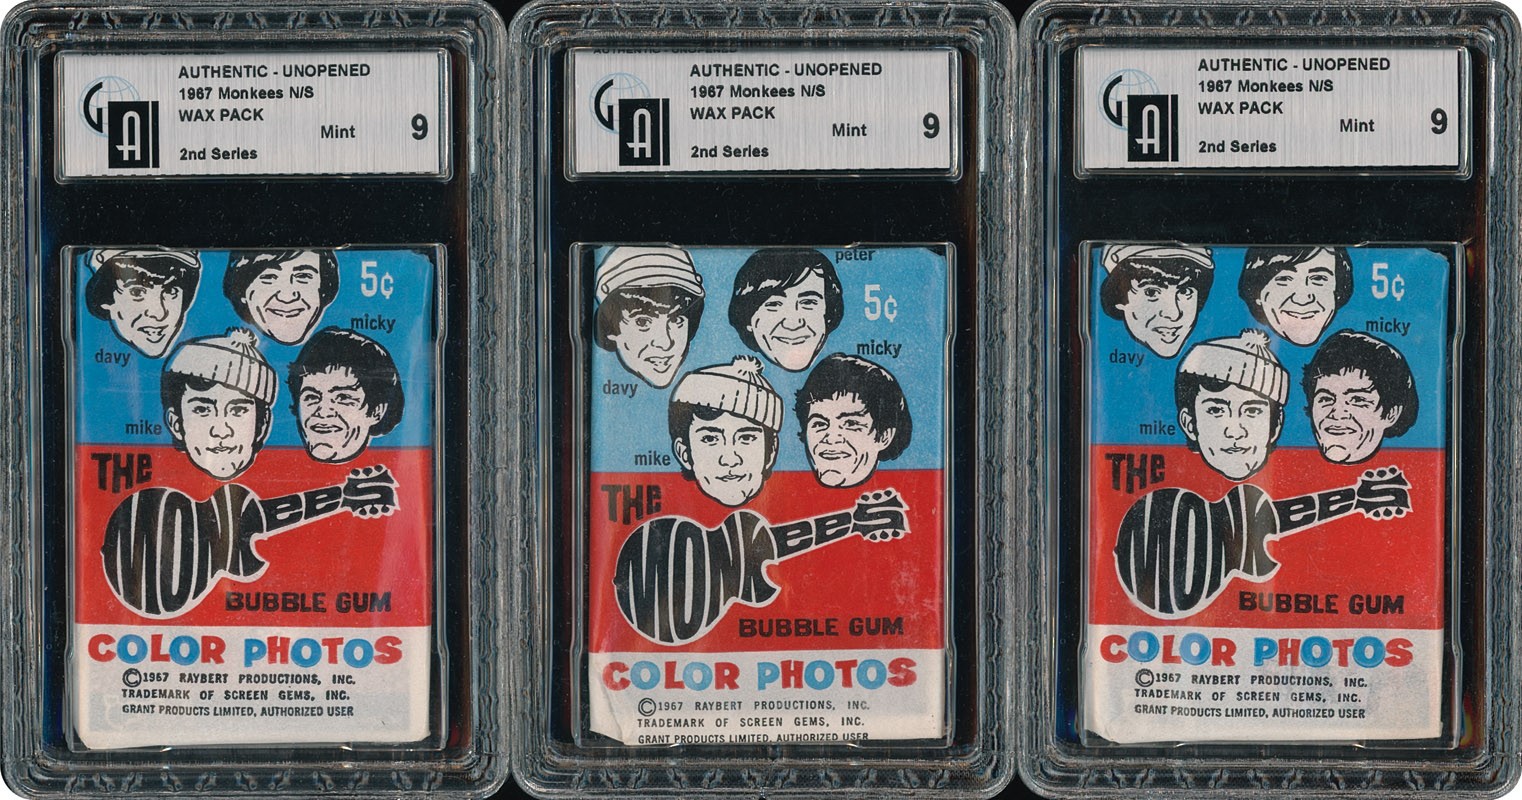 AUTHENTIC - UNOPENED
1967 Monkees N/S
WAX PACK
Mint 9
2nd Series
GA
5¢
micky
davy
mike
THE
MONKEES
BUBBLE GUM
COLOR PHOTOS
©1967 RAYBERT PRODUCTIONS, INC.
TRADEMARK OF SCREEN GEMS, INC.
GRANT PRODUCTS LIMITED, AUTHORIZED USER
AUTHENTIC - UNOPENED
1967 Monkees N/S
WAX PACK
Mint 9
2nd Series
GA
peter
5¢
micky
davy
mike
THE
MONKEES
BUBBLE GUM
COLOR PHOTOS
©1967 RAYBERT PRODUCTIONS, INC.
TRADEMARK OF SCREEN GEMS, INC.
GRANT PRODUCTS LIMITED, AUTHORIZED USER
AUTHENTIC - UNOPENED
1967 Monkees N/S
WAX PACK
Mint 9
2nd Series
GA
5¢
micky
davy
mike
THE
MONKEES
BUBBLE GUM
COLOR PHOTOS
©1967 RAYBERT PRODUCTIONS, INC.
TRADEMARK OF SCREEN GEMS, INC.
GRANT PRODUCTS LIMITED, AUTHORIZED USER